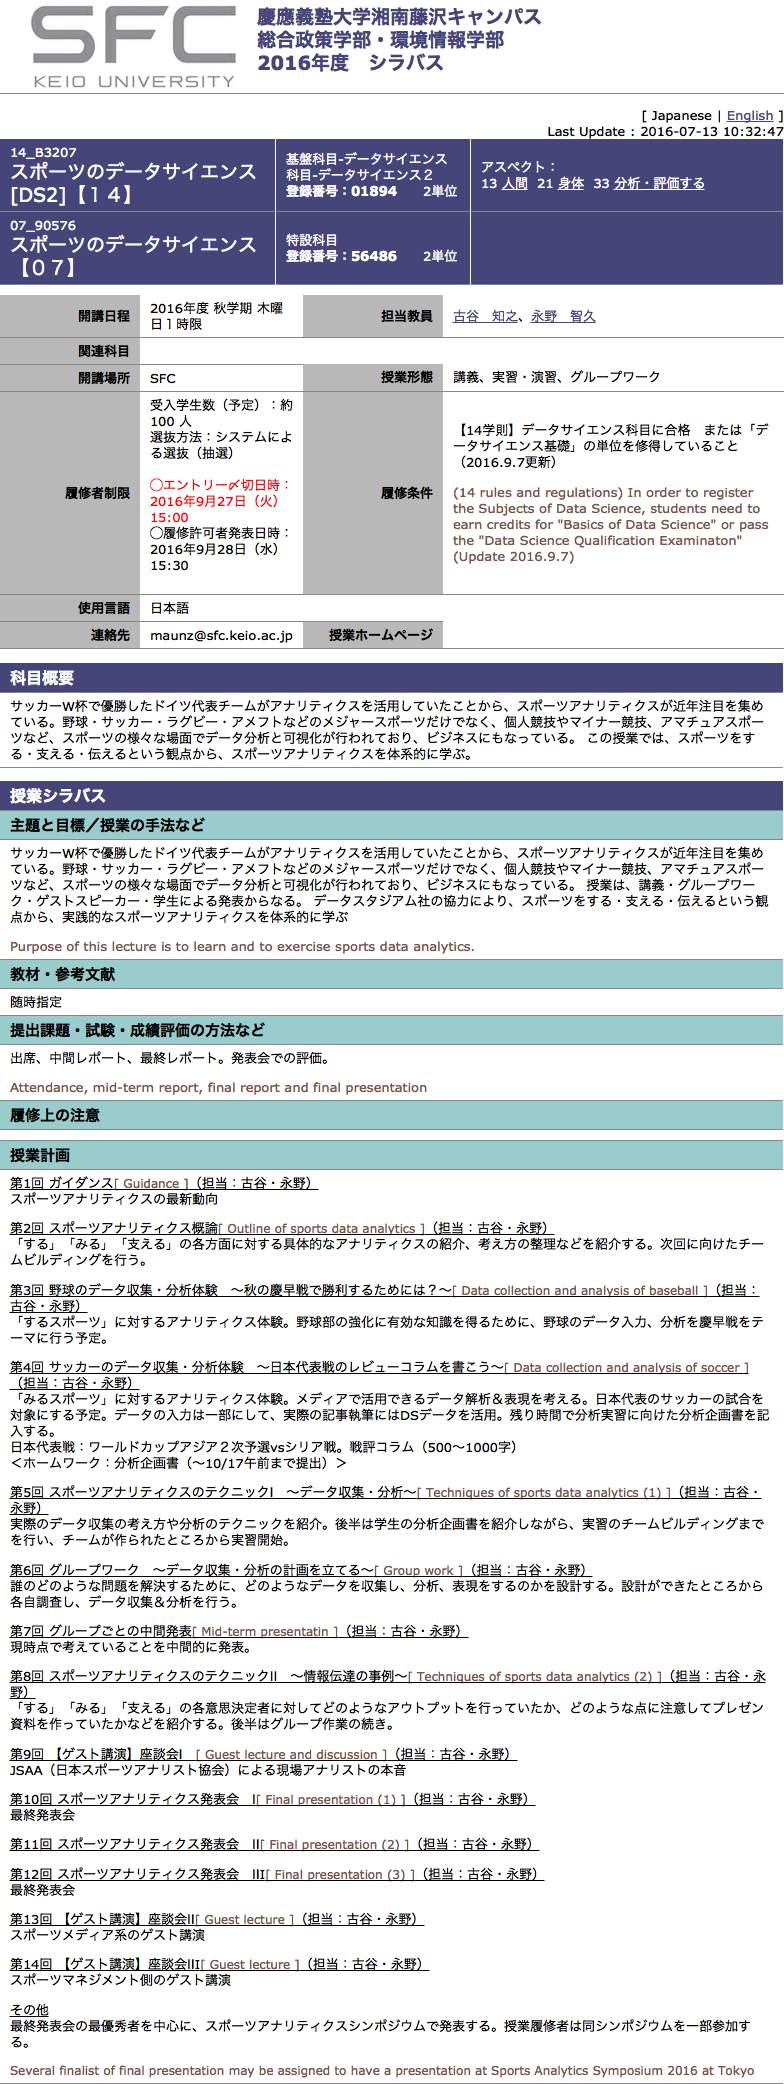 SFC
KEIO UNIVERSITY
慶應義塾大学湘南藤沢キャンパス
総合政策学部・環境情報学部
2016年度　シラバス
[ Japanese | English ]
Last Update : 2016-07-13 10:32:47
14_B3207
スポーツのデータサイエンス
[DS2]【１４】
基盤科目-データサイエンス
科目-データサイエンス２
登録番号：01894　　2単位
アスペクト：
13 人間　21 身体　33 分析・評価する
07_90576
スポーツのデータサイエンス
【０７】
特設科目
登録番号：56486　　2単位
開講日程
2016年度 秋学期 木曜
日１時限
担当教員
古谷　知之、永野　智久
関連科目
開講場所
SFC
授業形態
講義、実習・演習、グループワーク
履修者制限
受入学生数（予定）：約
100 人
選抜方法：システムによ
る選抜（抽選）
◯エントリー〆切日時：
2016年9月27日（火）
15:00
◯履修許可者発表日時：
2016年9月28日（水）
15:30
履修条件
【14学則】データサイエンス科目に合格　または「デ
ータサイエンス基礎」の単位を修得していること
（2016.9.7更新）
(14 rules and regulations) In order to register
the Subjects of Data Science, students need to
earn credits for "Basics of Data Science" or pass
the "Data Science Qualification Examinaton"
(Update 2016.9.7)
使用言語
日本語
連絡先
maunz@sfc.keio.ac.jp
授業ホームページ
科目概要
サッカーW杯で優勝したドイツ代表チームがアナリティクスを活用していたことから、スポーツアナリティクスが近年注目を集め
ている。野球・サッカー・ラグビー・アメフトなどのメジャースポーツだけでなく、個人競技やマイナー競技、アマチュアスポー
ツなど、スポーツの様々な場面でデータ分析と可視化が行われており、ビジネスにもなっている。 この授業では、スポーツをす
る・支える・伝えるという観点から、スポーツアナリティクスを体系的に学ぶ。
授業シラバス
主題と目標／授業の手法など
サッカーW杯で優勝したドイツ代表チームがアナリティクスを活用していたことから、スポーツアナリティクスが近年注目を集め
ている。野球・サッカー・ラグビー・アメフトなどのメジャースポーツだけでなく、個人競技やマイナー競技、アマチュアスポー
ツなど、スポーツの様々な場面でデータ分析と可視化が行われており、ビジネスにもなっている。 授業は、講義・グループワー
ク・ゲストスピーカー・学生による発表からなる。 データスタジアム社の協力により、スポーツをする・支える・伝えるという観
点から、実践的なスポーツアナリティクスを体系的に学ぶ
Purpose of this lecture is to learn and to exercise sports data analytics.
教材・参考文献
随時指定
提出課題・試験・成績評価の方法など
出席、中間レポート、最終レポート。発表会での評価。
Attendance, mid-term report, final report and final presentation
履修上の注意
授業計画
第1回 ガイダンス[ Guidance ]（担当：古谷・永野）
スポーツアナリティクスの最新動向
第2回 スポーツアナリティクス概論[ Outline of sports data analytics ]（担当：古谷・永野）
「する」「みる」「支える」の各方面に対する具体的なアナリティクスの紹介、考え方の整理などを紹介する。次回に向けたチー
ムビルディングを行う。
第3回 野球のデータ収集・分析体験　〜秋の慶早戦で勝利するためには？〜[ Data collection and analysis of baseball ]（担当：
古谷・永野）
「するスポーツ」に対するアナリティクス体験。野球部の強化に有効な知識を得るために、野球のデータ入力、分析を慶早戦をテ
ーマに行う予定。
第4回 サッカーのデータ収集・分析体験　〜日本代表戦のレビューコラムを書こう〜[ Data collection and analysis of soccer ]
（担当：古谷・永野）
「みるスポーツ」に対するアナリティクス体験。メディアで活用できるデータ解析＆表現を考える。日本代表のサッカーの試合を
対象にする予定。データの入力は一部にして、実際の記事執筆にはDSデータを活用。残り時間で分析実習に向けた分析企画書を記
入する。
日本代表戦：ワールドカップアジア２次予選vsシリア戦。戦評コラム（500〜1000字）
＜ホームワーク：分析企画書（〜10/17午前まで提出）＞
第5回 スポーツアナリティクスのテクニックI　〜データ収集・分析〜[ Techniques of sports data analytics (1) ]（担当：古谷・
永野）
実際のデータ収集の考え方や分析のテクニックを紹介。後半は学生の分析企画書を紹介しながら、実習のチームビルディングまで
を行い、チームが作られたところから実習開始。
第6回 グループワーク　〜データ収集・分析の計画を立てる〜[ Group work ]（担当：古谷・永野）
誰のどのような問題を解決するために、どのようなデータを収集し、分析、表現をするのかを設計する。設計ができたところから
各自調査し、データ収集＆分析を行う。
第7回 グループごとの中間発表[ Mid-term presentatin ]（担当：古谷・永野）
現時点で考えていることを中間的に発表。
第8回 スポーツアナリティクスのテクニックII　〜情報伝達の事例〜[ Techniques of sports data analytics (2) ]（担当：古谷・永
野）
「する」「みる」「支える」の各意思決定者に対してどのようなアウトプットを行っていたか、どのような点に注意してプレゼン
資料を作っていたかなどを紹介する。後半はグループ作業の続き。
第9回 【ゲスト講演】座談会I　[ Guest lecture and discussion ]（担当：古谷・永野）
JSAA（日本スポーツアナリスト協会）による現場アナリストの本音
第10回 スポーツアナリティクス発表会　I[ Final presentation (1) ]（担当：古谷・永野）
最終発表会
第11回 スポーツアナリティクス発表会　II[ Final presentation (2) ]（担当：古谷・永野）
第12回 スポーツアナリティクス発表会　III[ Final presentation (3) ]（担当：古谷・永野）
最終発表会
第13回 【ゲスト講演】座談会II[ Guest lecture ]（担当：古谷・永野）
スポーツメディア系のゲスト講演
第14回 【ゲスト講演】座談会III[ Guest lecture ]（担当：古谷・永野）
スポーツマネジメント側のゲスト講演
その他
最終発表会の最優秀者を中心に、スポーツアナリティクスシンポジウムで発表する。授業履修者は同シンポジウムを一部参加す
る。
Several finalist of final presentation may be assigned to have a presentation at Sports Analytics Symposium 2016 at Tokyo